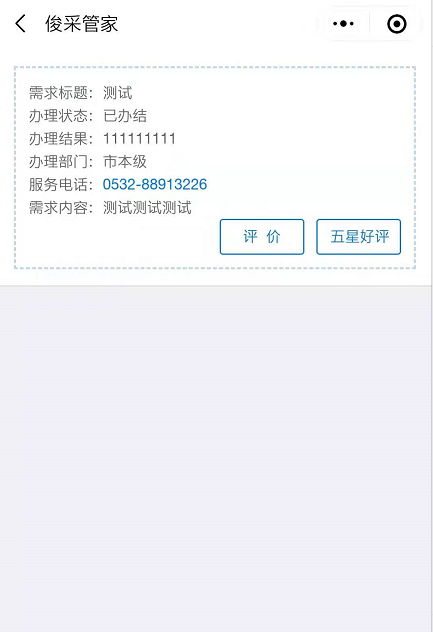 俊采管家
需求标题：测试
办理状态：已办结
办理结果：111111111
办理部门：市本级
服务电话：0532-88913226
需求内容：测试测试测试
评 价 五星好评